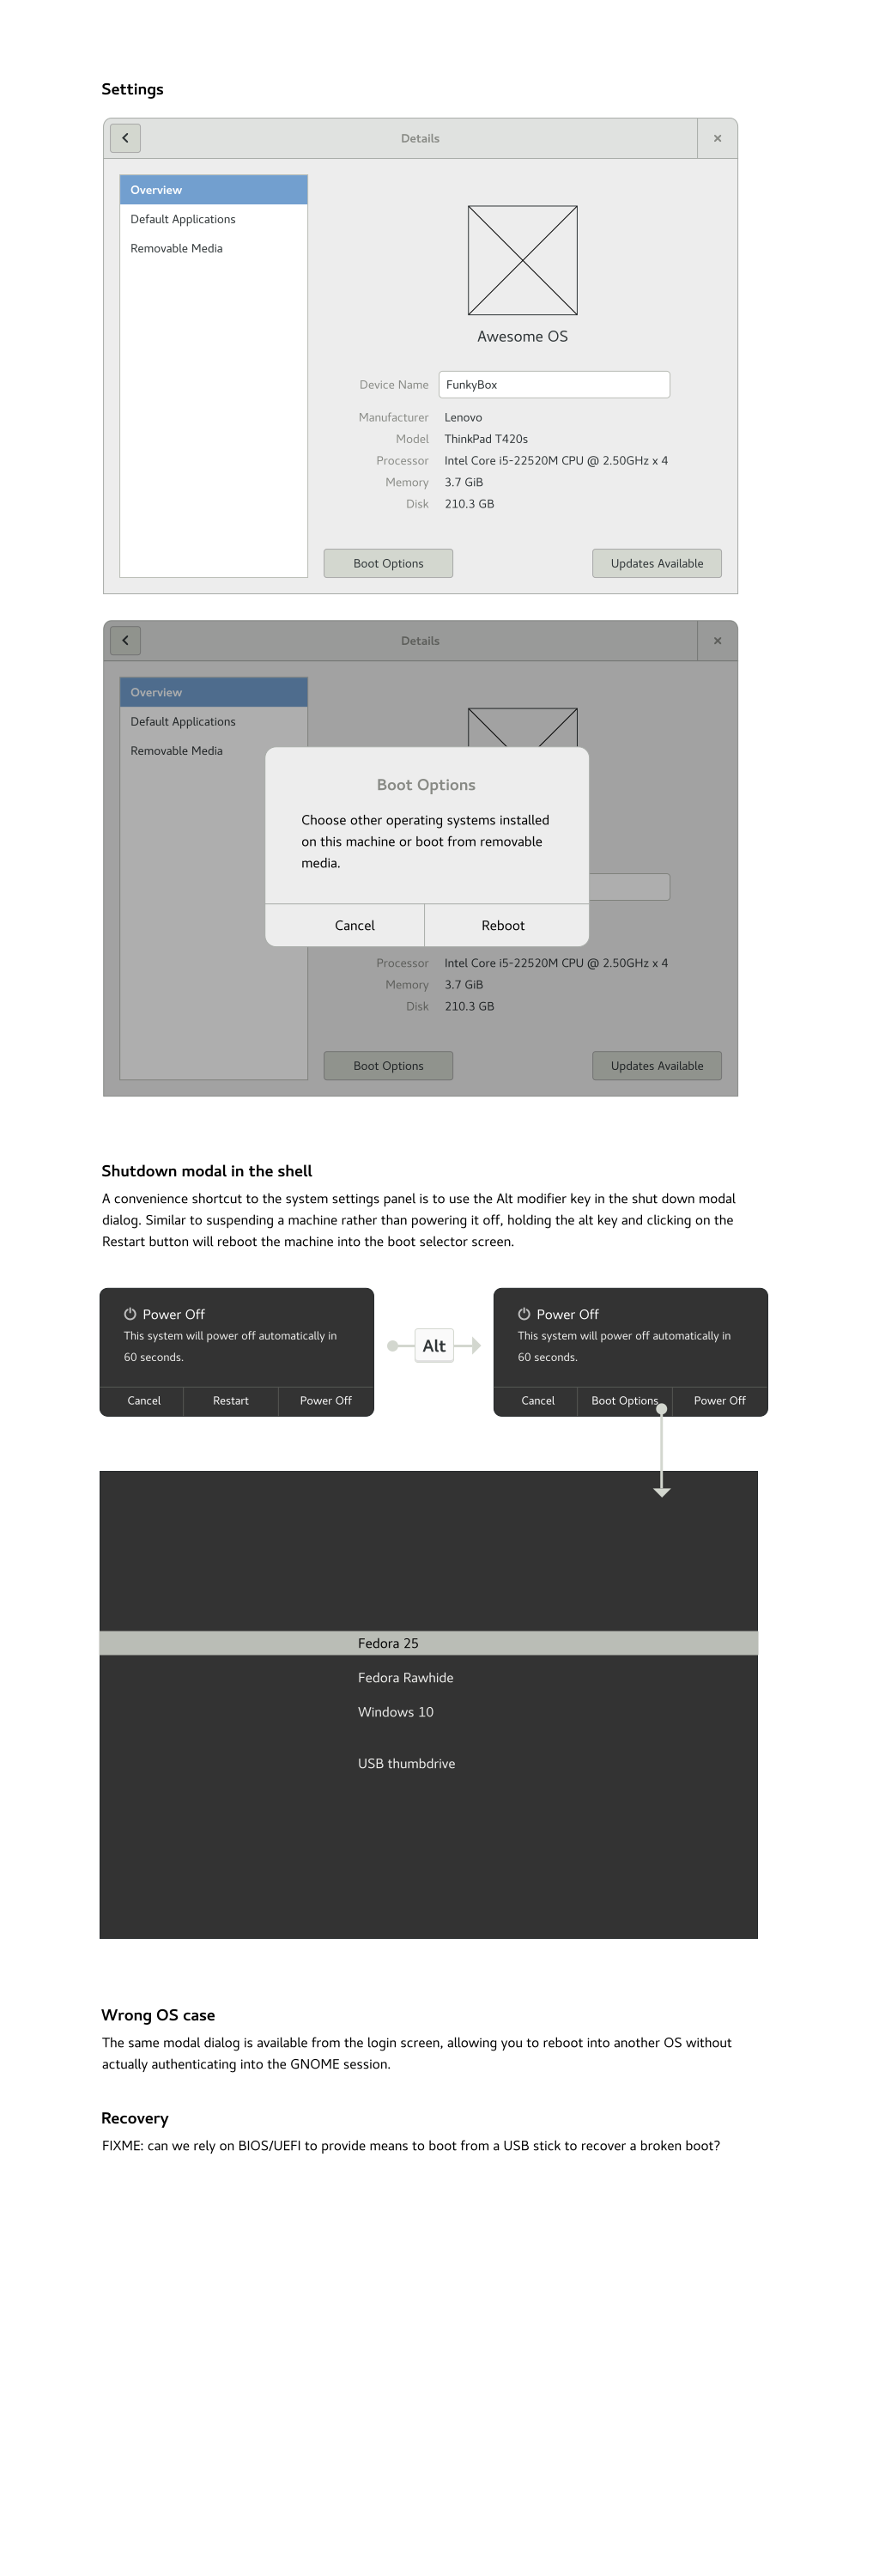 Settings
Details
Overview
Default Applications
Removable Media
Awesome OS
Device Name FunkyBox
Manufacturer Lenovo
Model ThinkPad T420s
Processor Intel Core i5-22520M CPU @ 2.50GHz x 4
Memory 3.7 GiB
Disk 210.3 GB
Boot Options Updates Available
Details
Overview
Default Applications
Removable Media
Boot Options
Choose other operating systems installed
on this machine or boot from removable
media.
Cancel Reboot
Processor Intel Core i5-22520M CPU @ 2.50GHz x 4
Memory 3.7 GiB
Disk 210.3 GB
Boot Options Updates Available
Shutdown modal in the shell
A convenience shortcut to the system settings panel is to use the Alt modifier key in the shut down modal
dialog. Similar to suspending a machine rather than powering it off, holding the alt key and clicking on the
Restart button will reboot the machine into the boot selector screen.
Power Off
This system will power off automatically in
60 seconds.
Cancel Restart Power Off
Alt
Power Off
This system will power off automatically in
60 seconds.
Cancel Boot Options Power Off
Fedora 25
Fedora Rawhide
Windows 10
USB thumbdrive
Wrong OS case
The same modal dialog is available from the login screen, allowing you to reboot into another OS without
actually authenticating into the GNOME session.
Recovery
FIXME: can we rely on BIOS/UEFI to provide means to boot from a USB stick to recover a broken boot?